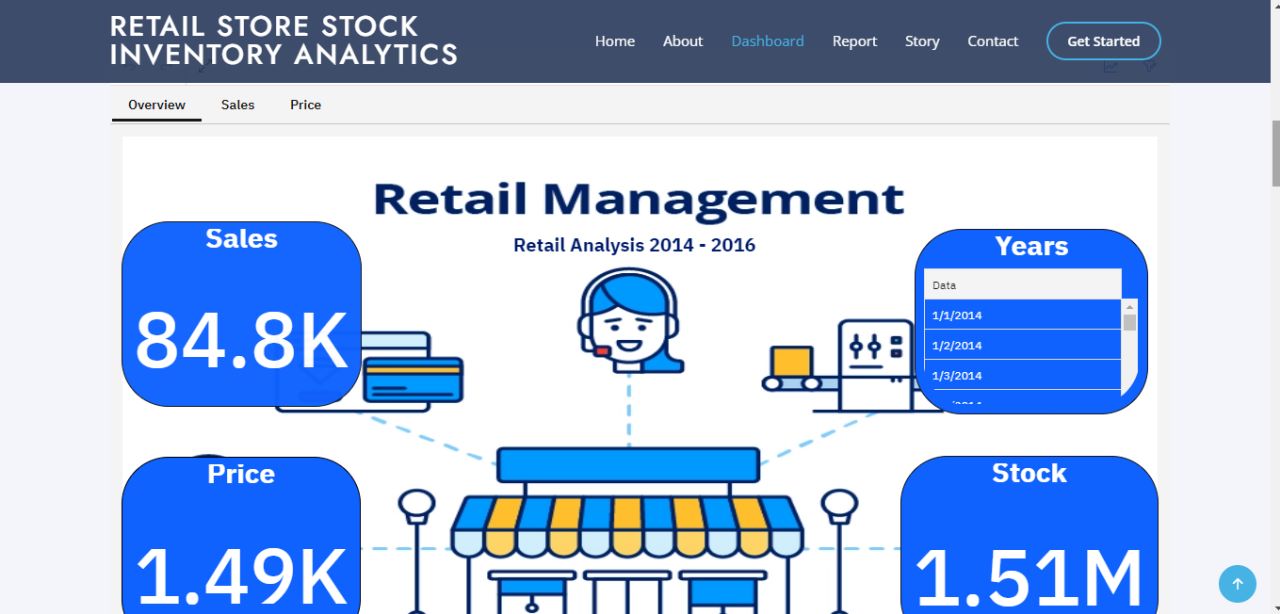 RETAIL STORE STOCK
INVENTORY ANALYTICS
Home About Dashboard Report Story Contact Get Started
Overview Sales Price
Retail Management
Retail Analysis 2014 - 2016
Sales
84.8K
Years
Data
1/1/2014
1/2/2014
1/3/2014
Price
1.49K
Stock
1.51M